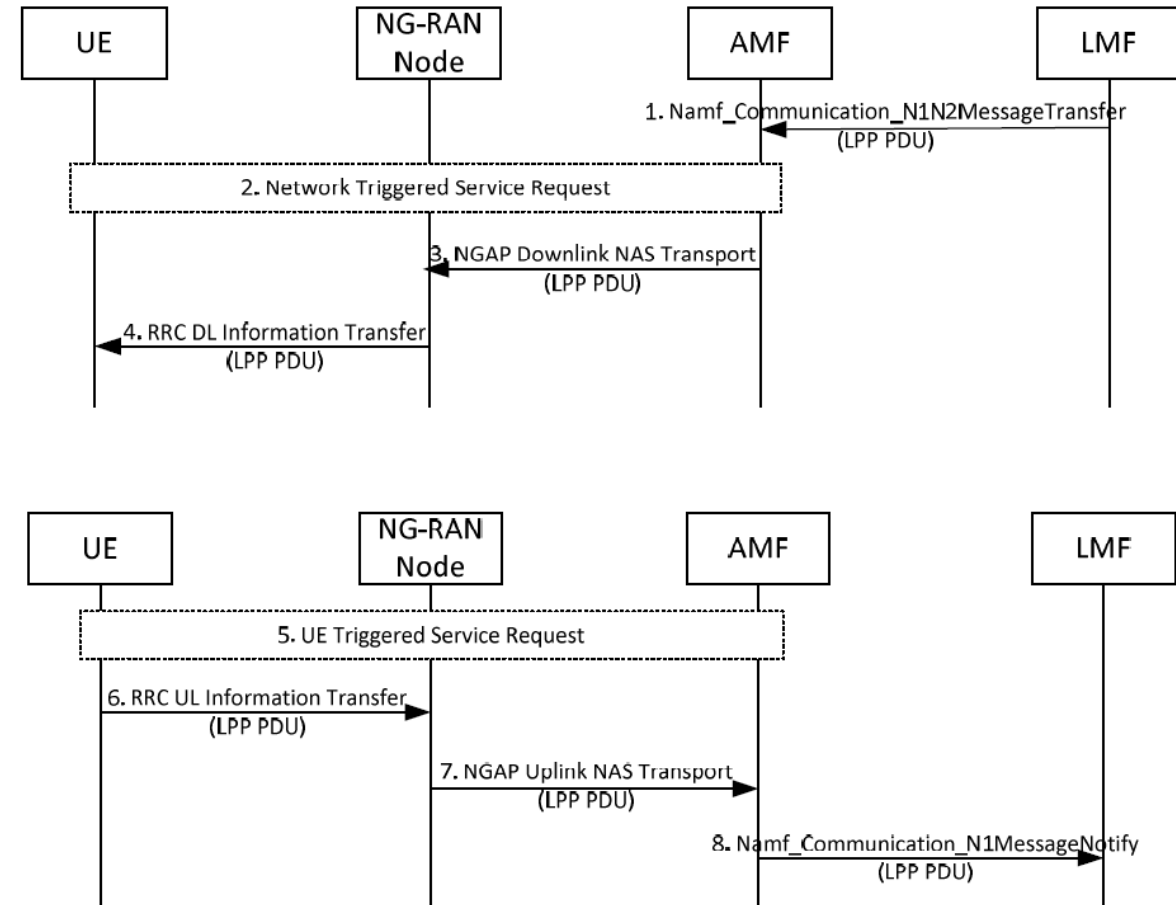 UE
NG-RAN
Node
AMF
LMF
1. Namf_Communication_N1N2MessageTransfer
(LPP PDU)
2. Network Triggered Service Request
3. NGAP Downlink NAS Transport
(LPP PDU)
4. RRC DL Information Transfer
(LPP PDU)
UE
NG-RAN
Node
AMF
LMF
5. UE Triggered Service Request
6. RRC UL Information Transfer
(LPP PDU)
7. NGAP Uplink NAS Transport
(LPP PDU)
8. Namf_Communication_N1MessageNotify
(LPP PDU)